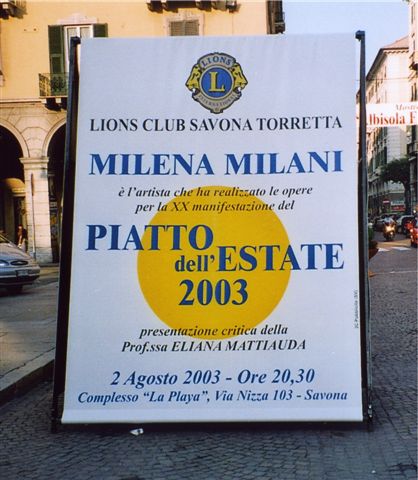 LIONS
L
INTERNATIONAL
LIONS CLUB SAVONA TORRETTA
MILENA MILANI
è l'artista che ha realizzato le opere
per la XX manifestazione del
PIATTO
dell'ESTATE
2003
presentazione critica della
Prof.ssa ELIANA MATTIAUDA
2 Agosto 2003 - Ore 20,30
Complesso "La Playa", Via Nizza 103 - Savona
Mostra
lbisola F